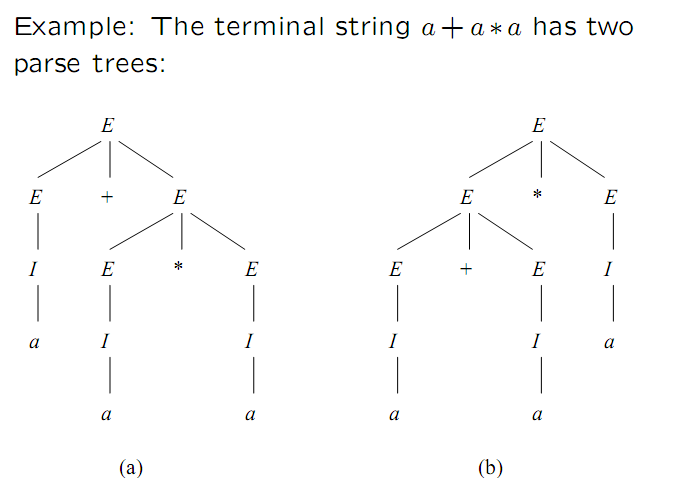 Example: The terminal string a + a * a has two
parse trees:
E E
E + E E * E
I E * E E + E I
a I I I I a
a a a a
(a) (b)